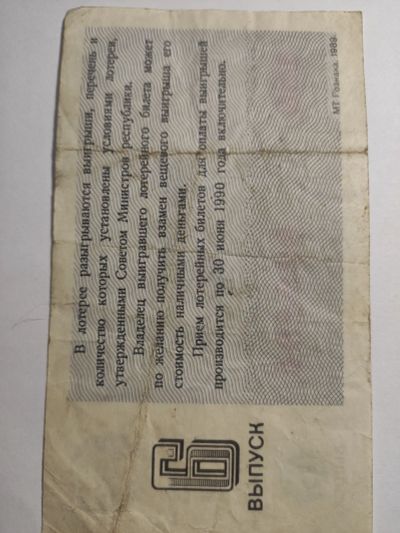 В лотерее разыгрываются выигрыши, перечень и
количество которых установлены условиями лотереи,
утвержденными Советом Министров республики.
Владелец выигравшего лотерейного билета может
по желанию получить взамен вещевого выигрыша его
стоимость наличными деньгами.
Прием лотерейных билетов для оплаты выигрышей
производится по 30 июня 1990 года включительно.
МТ Гознака. 1989.
6
ВЫПУСК